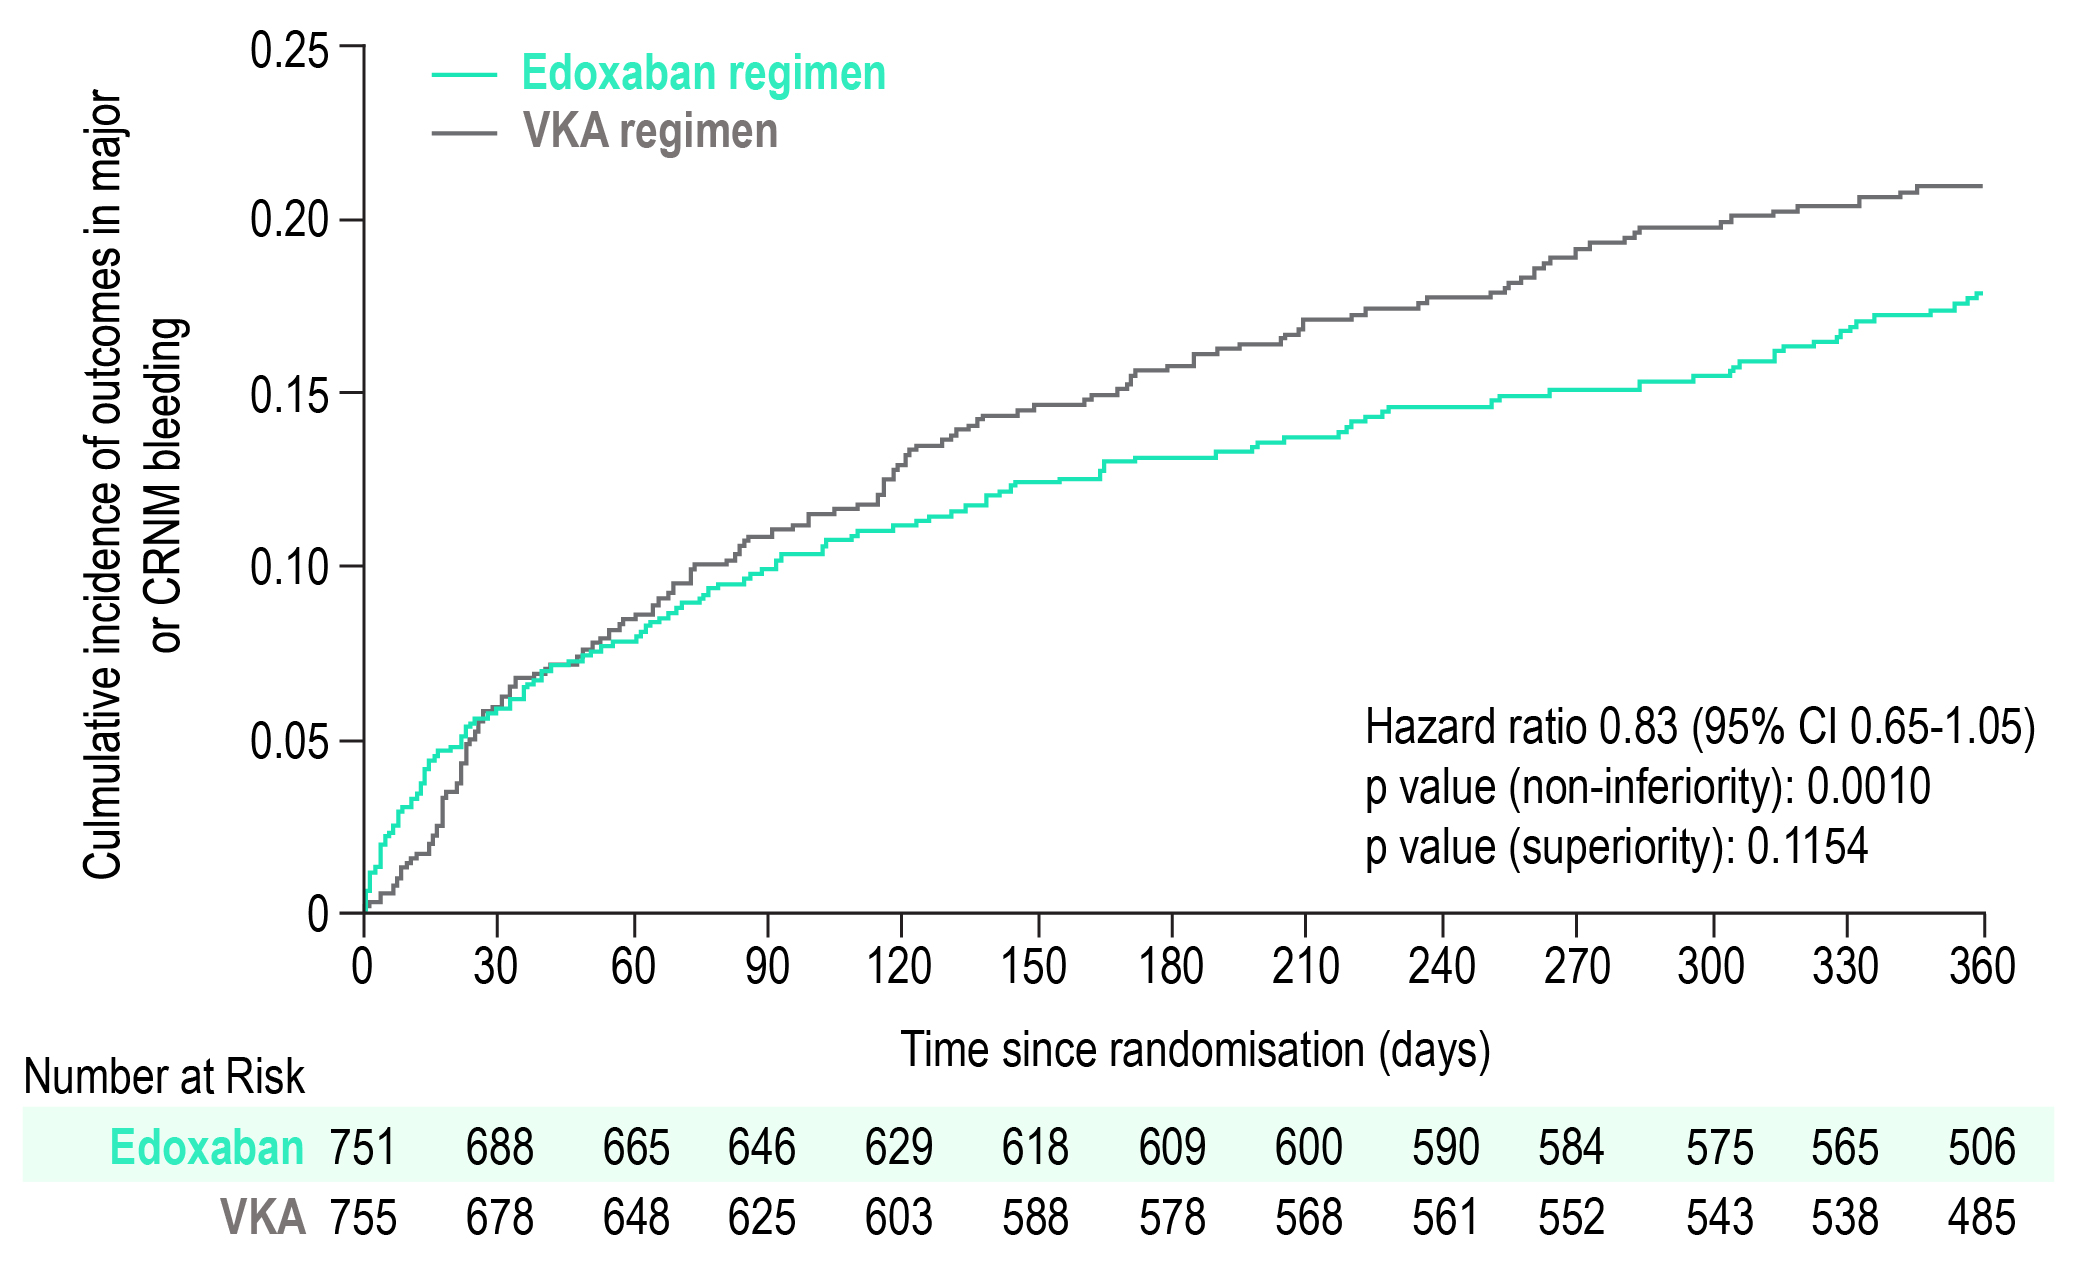 0.25
0.20
0.15
0.10
0.05
0
Culmulative incidence of outcomes in major
or CRNM bleeding
Edoxaban regimen
VKA regimen
Hazard ratio 0.83 (95% CI 0.65-1.05)
p value (non-inferiority): 0.0010
p value (superiority): 0.1154
0 30 60 90 120 150 180 210 240 270 300 330 360
Time since randomisation (days)
Number at Risk
Edoxaban 751 688 665 646 629 618 609 600 590 584 575 565 506
VKA 755 678 648 625 603 588 578 568 561 552 543 538 485